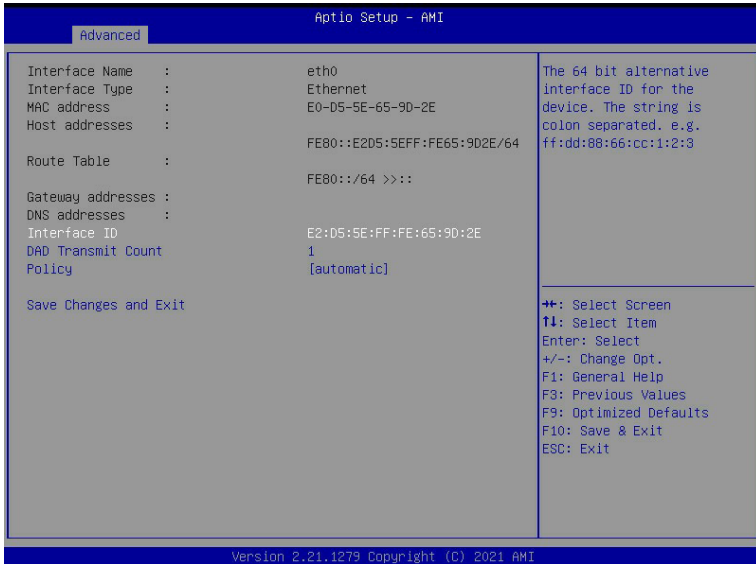 Aptio Setup – AMI
Advanced
Interface Name : eth0
Interface Type : Ethernet
MAC address : E0-D5-5E-65-9D-2E
Host addresses :
FE80::E2D5:5EFF:FE65:9D2E/64
Route Table :
FE80::/64 >>::
Gateway addresses :
DNS addresses :
Interface ID E2:D5:5E:FF:FE:65:9D:2E
DAD Transmit Count 1
Policy [automatic]
Save Changes and Exit
The 64 bit alternative
interface ID for the
device. The string is
colon separated. e.g.
ff:dd:88:66:cc:1:2:3
→←: Select Screen
↑↓: Select Item
Enter: Select
+/-: Change Opt.
F1: General Help
F3: Previous Values
F9: Optimized Defaults
F10: Save & Exit
ESC: Exit
Version 2.21.1279 Copyright (C) 2021 AMI